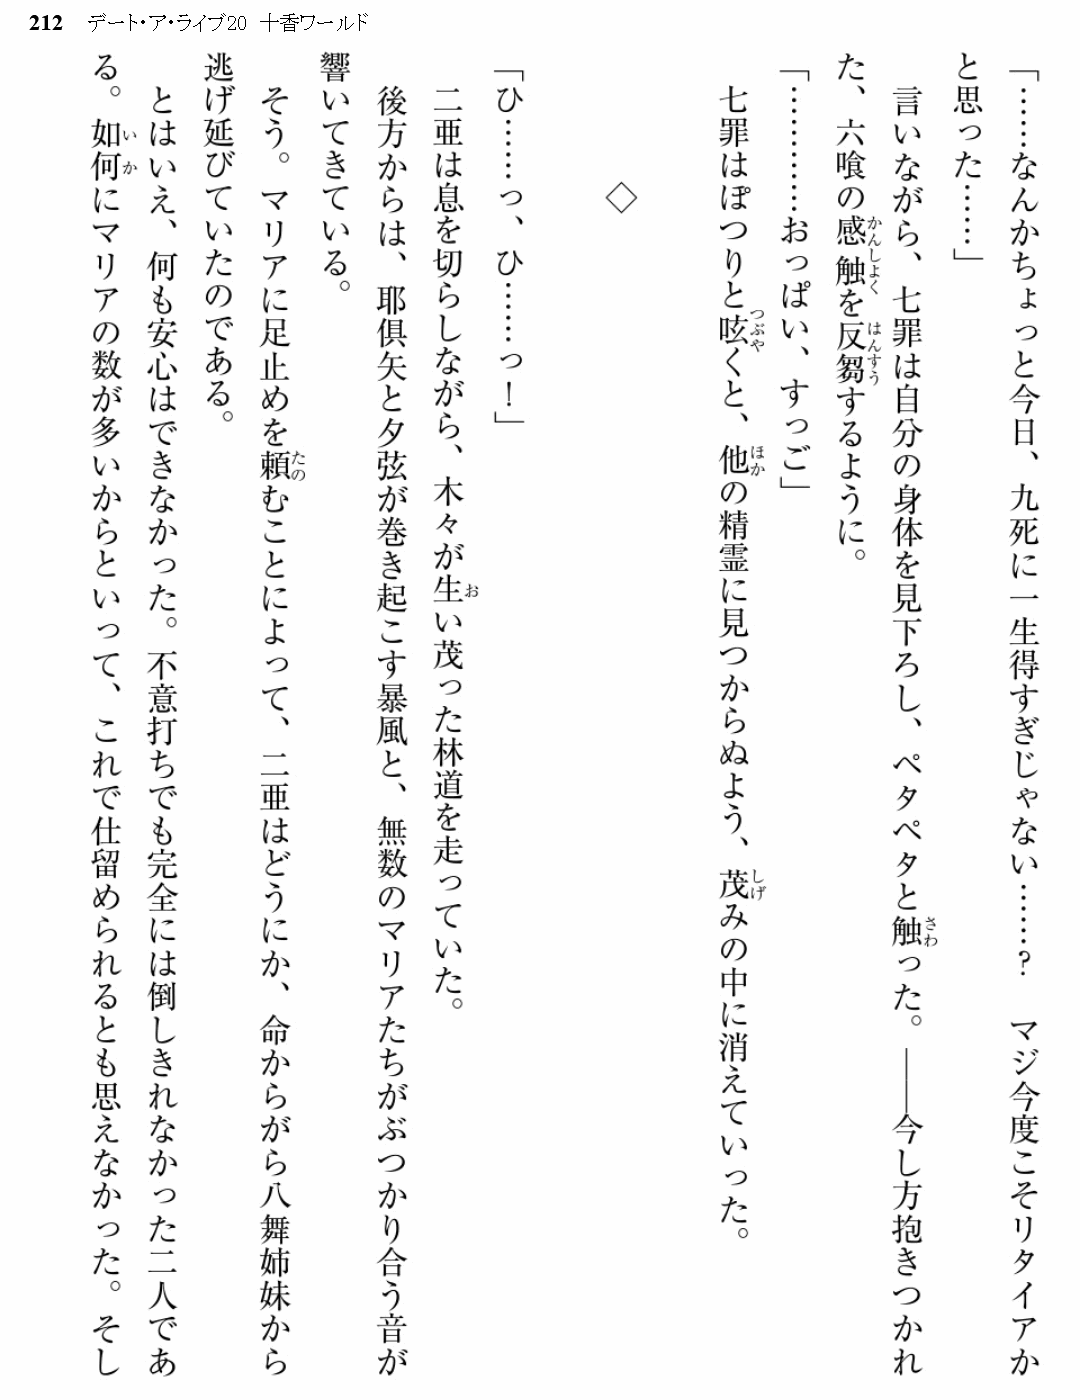 212 デート・ア・ライブ20 十香ワールド
「……なんかちょっと今日、九死に一生得すぎじゃない……？　マジ今度こそリタイアか
と思った……」
言いながら、七罪は自分の身体を見下ろし、ペタペタと触った。――今し方抱きつかれ
た、六喰の感触を反芻するように。
「…………おっぱい、すっご」
七罪はぽつりと呟くと、他の精霊に見つからぬよう、茂みの中に消えていった。
◇
「ひ……っ、ひ……っ！」
二亜は息を切らしながら、木々が生い茂った林道を走っていた。
後方からは、耶倶矢と夕弦が巻き起こす暴風と、無数のマリアたちがぶつかり合う音が
響いてきている。
そう。マリアに足止めを頼むことによって、二亜はどうにか、命からがら八舞姉妹から
逃げ延びていたのである。
とはいえ、何も安心はできなかった。不意打ちでも完全には倒しきれなかった二人であ
る。如何にマリアの数が多いからといって、これで仕留められるとも思えなかった。そし